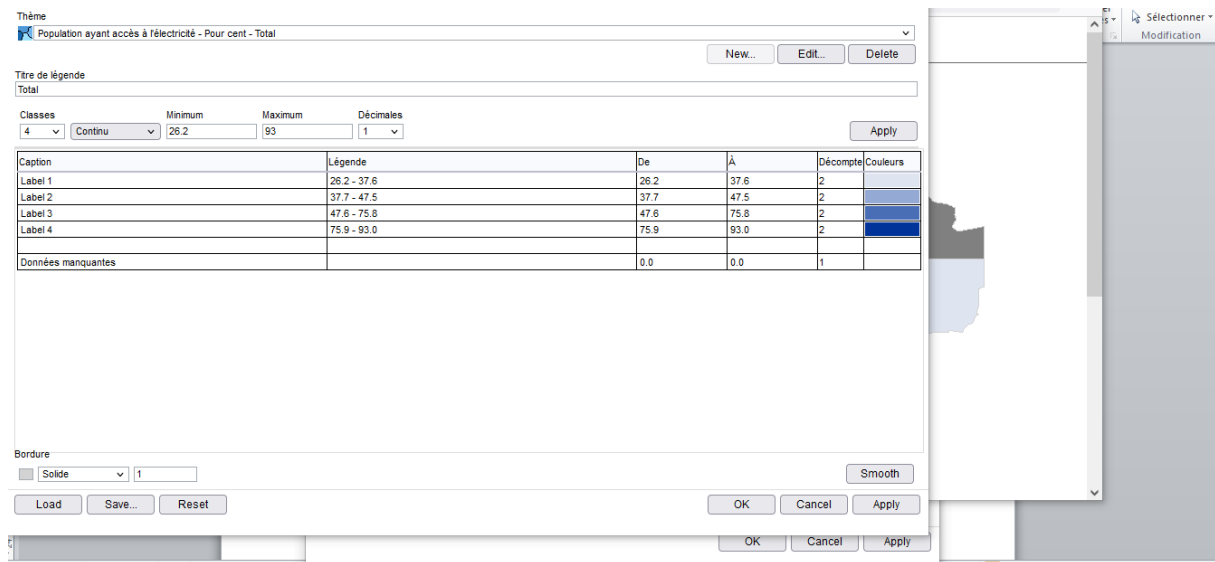 Thème
Sélectionner
Population ayant accès à l'électricité - Pour cent - Total
Modification
New... Edit... Delete
Titre de légende
Total
Classes Minimum Maximum Décimales
4 Continu 26.2 93 1 Apply
Caption Légende De À Décompte Couleurs
Label 1 26.2 - 37.6 26.2 37.6 2
Label 2 37.7 - 47.5 37.7 47.5 2
Label 3 47.6 - 75.8 47.6 75.8 2
Label 4 75.9 - 93.0 75.9 93.0 2
Données manquantes 0.0 0.0 1
Bordure
Solide 1 Smooth
Load Save... Reset OK Cancel Apply
OK Cancel Apply